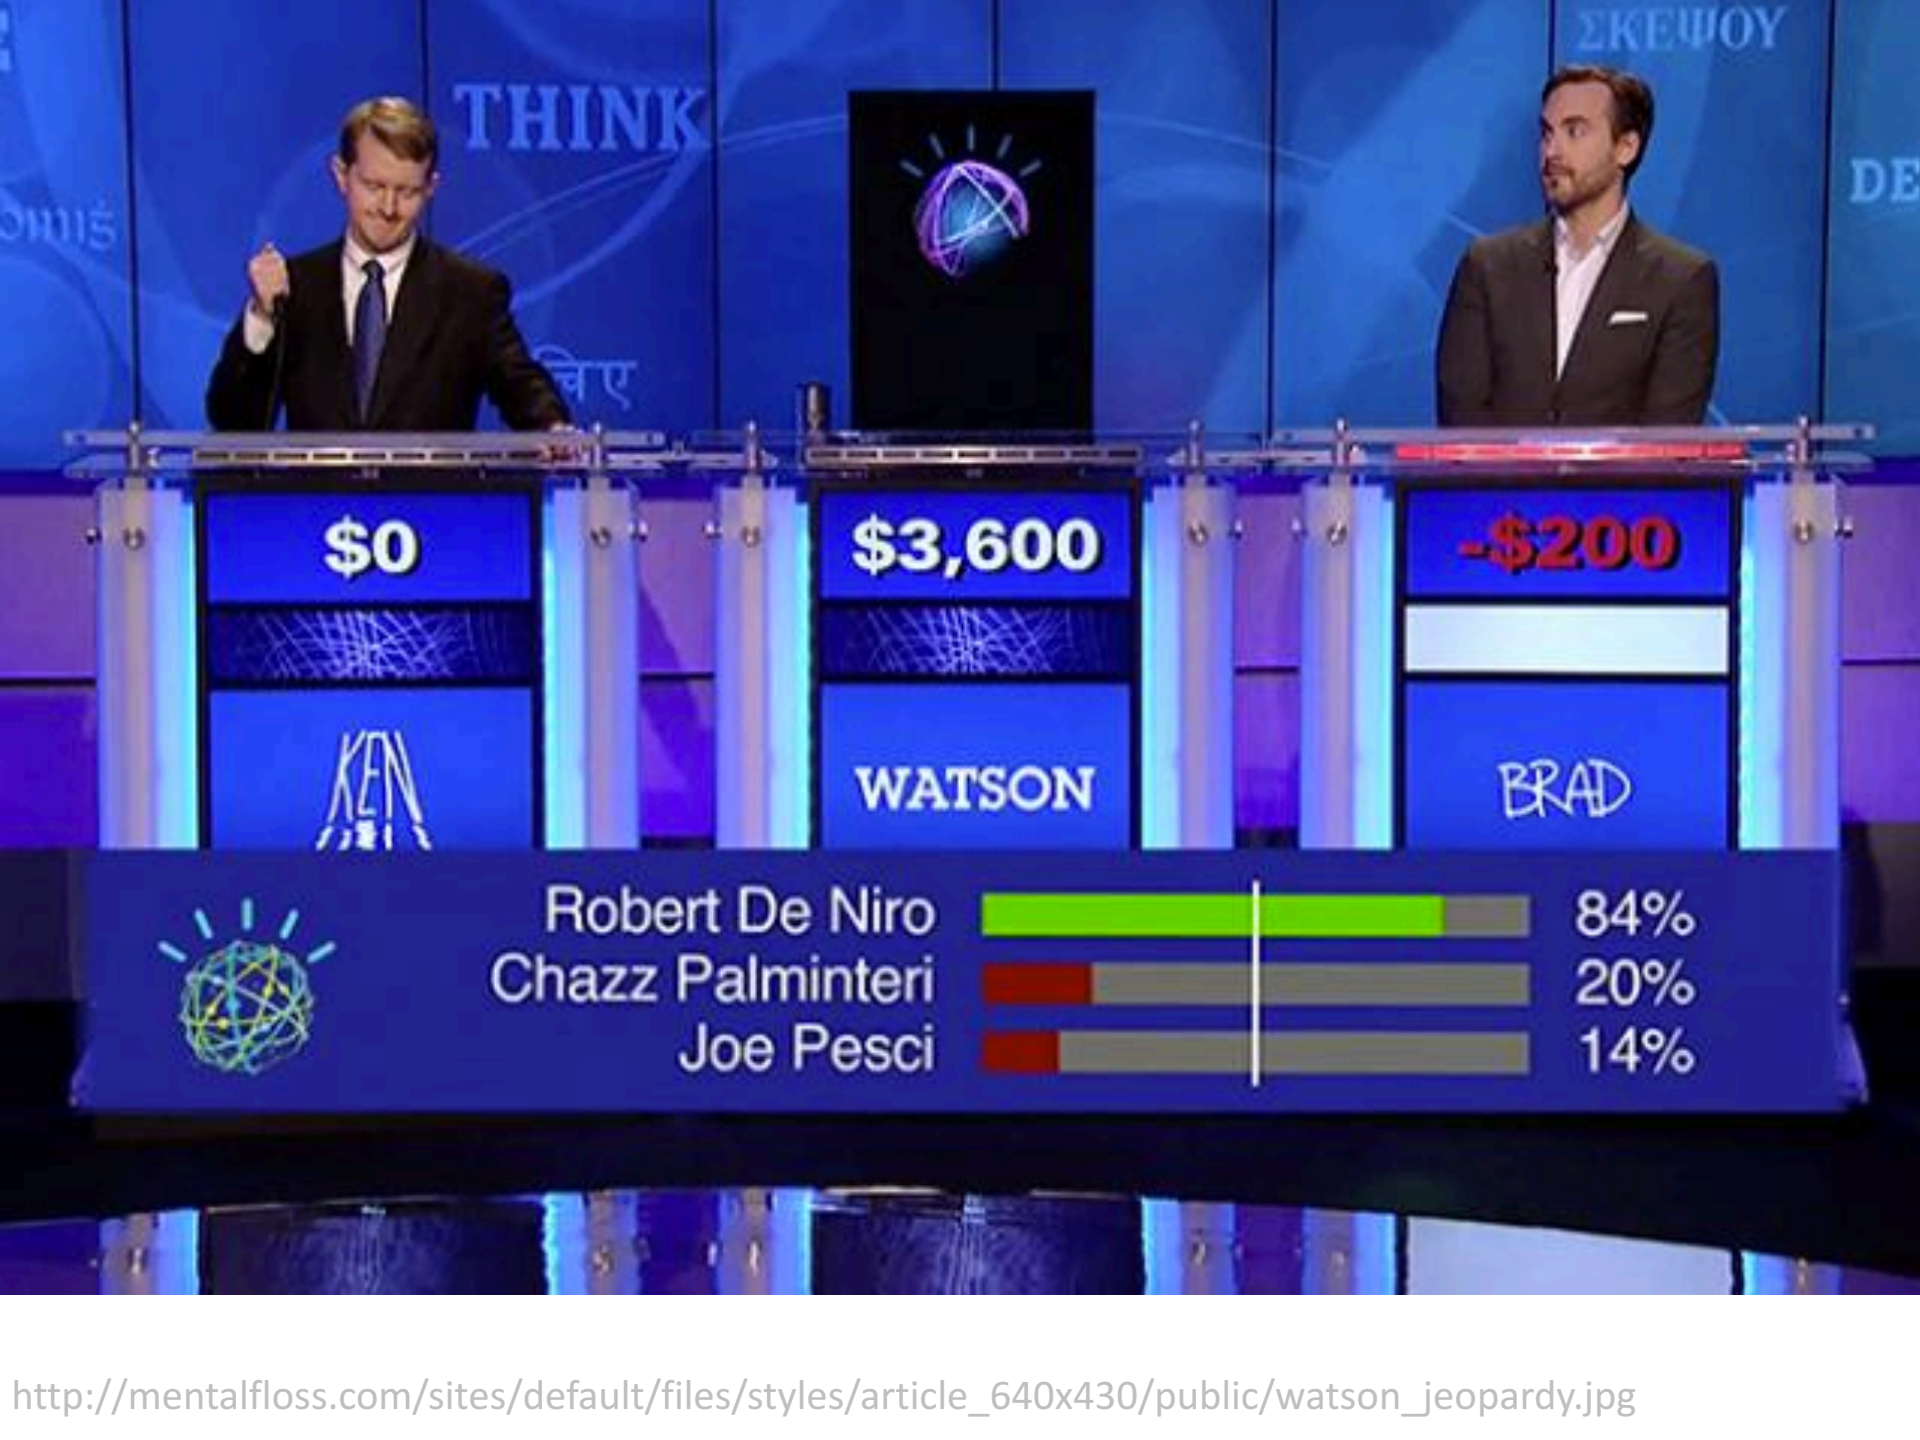 ΣΚΕΨΟΥ
THINK
DE
चिए
$0
$3,600
-$200
KEN
WATSON
BRAD
Robert De Niro 84%
Chazz Palminteri 20%
Joe Pesci 14%
http://mentalfloss.com/sites/default/files/styles/article_640x430/public/watson_jeopardy.jpg